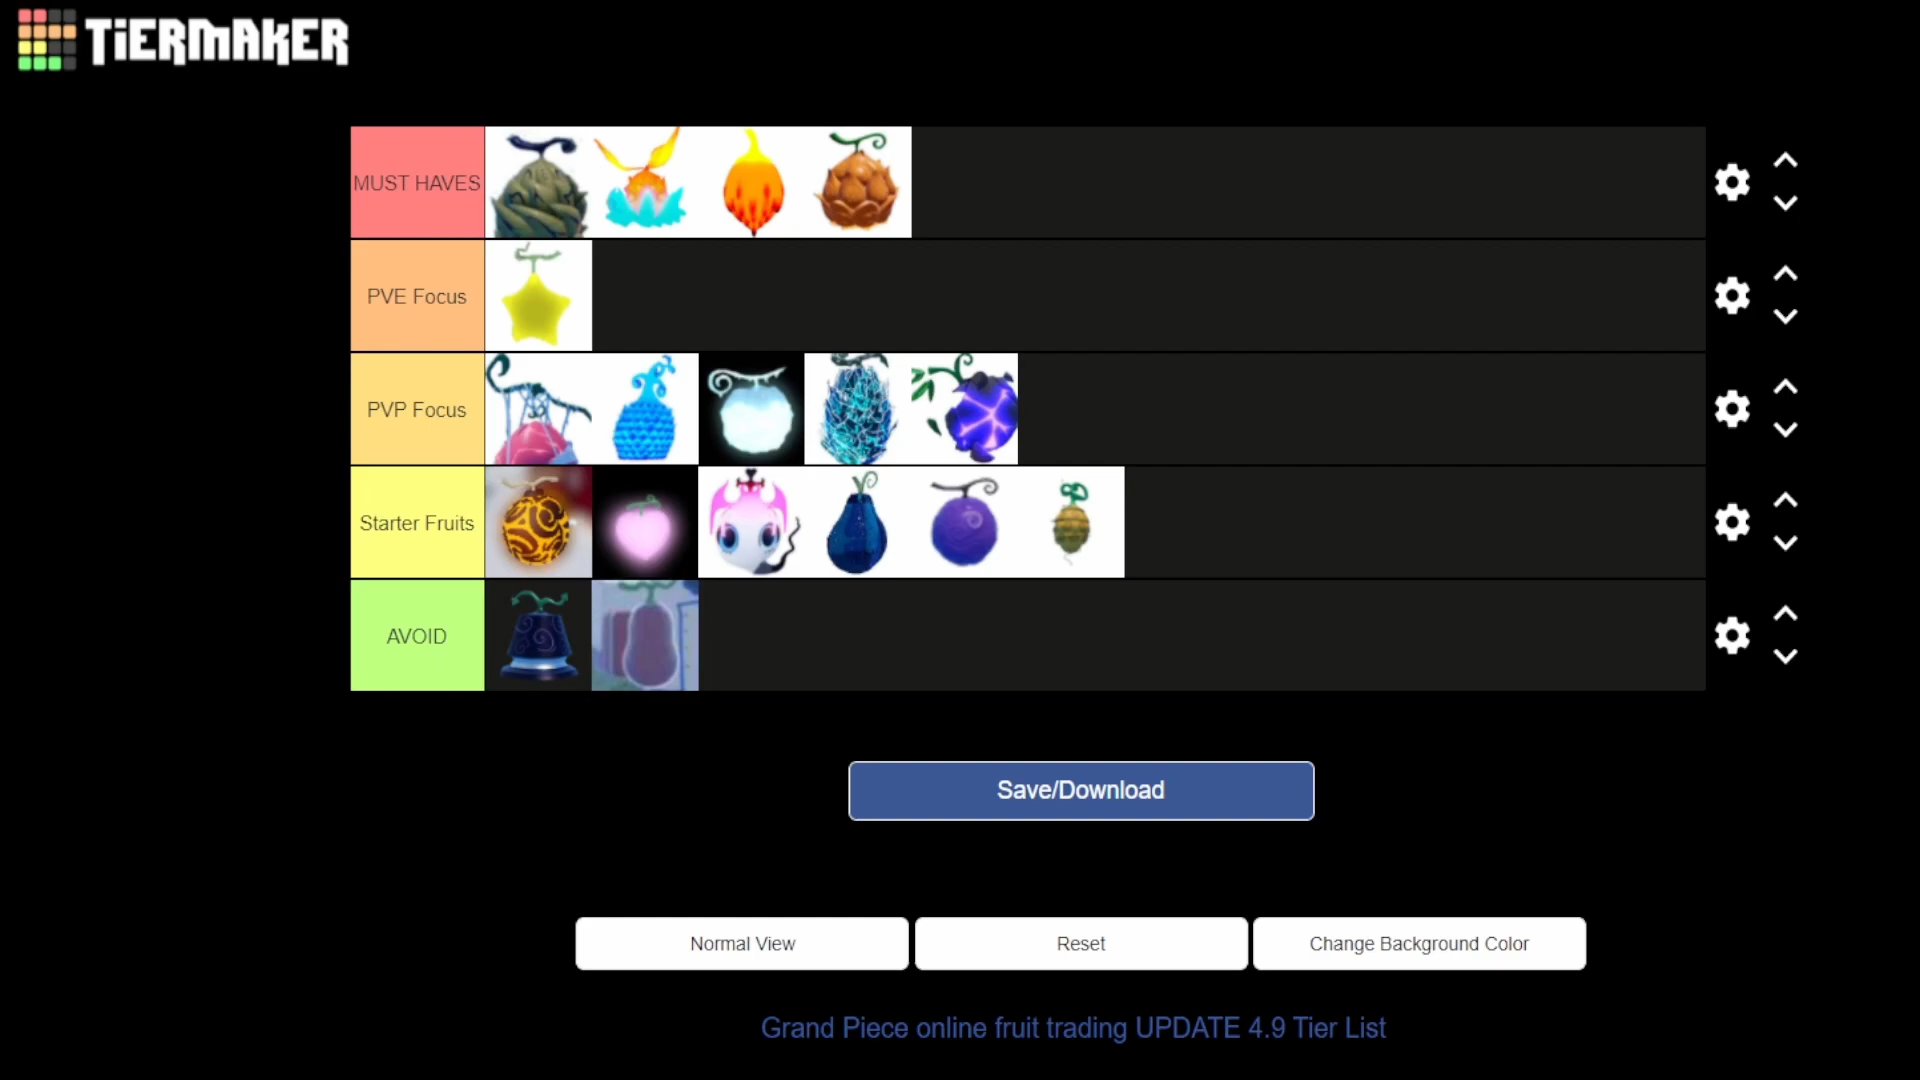 TiERMAKER
MUST HAVES
PVE Focus
PVP Focus
Starter Fruits
AVOID
Save/Download
Normal View
Reset
Change Background Color
Grand Piece online fruit trading UPDATE 4.9 Tier List